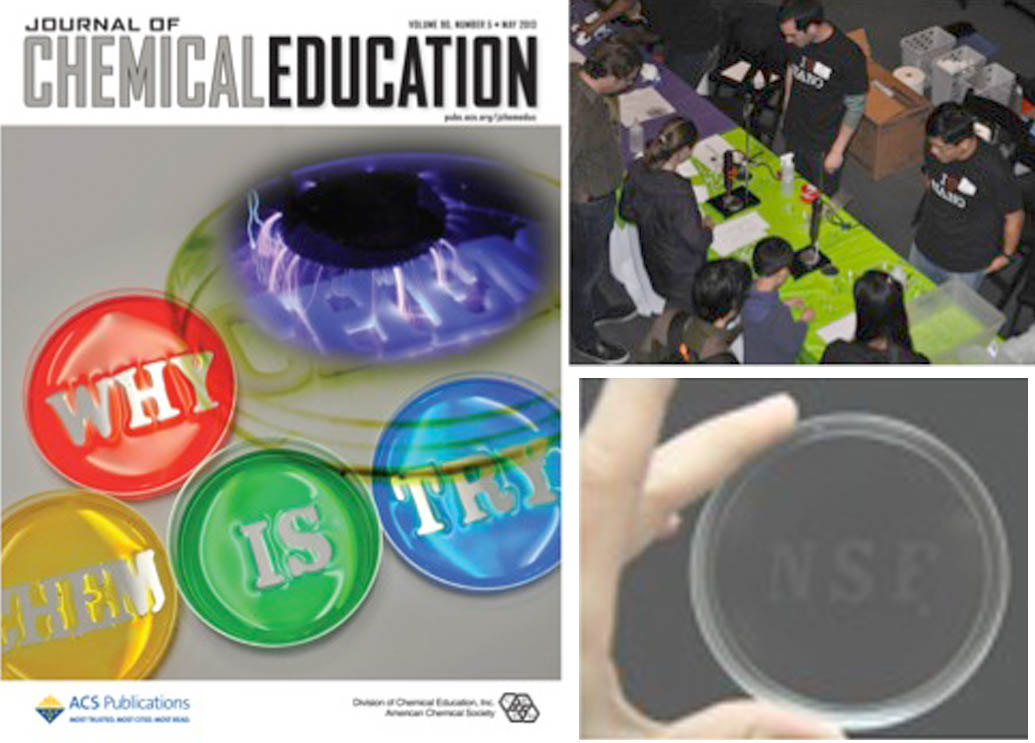 JOURNAL OF
VOLUME 90, NUMBER 5 • MAY 2013
CHEMICALEDUCATION
pubs.acs.org/jchemeduc
WHY
IS
TRY
CHEM
ACS Publications
MOST TRUSTED. MOST CITED. MOST READ.
Division of Chemical Education, Inc.
American Chemical Society
ACS
NANO
NSF